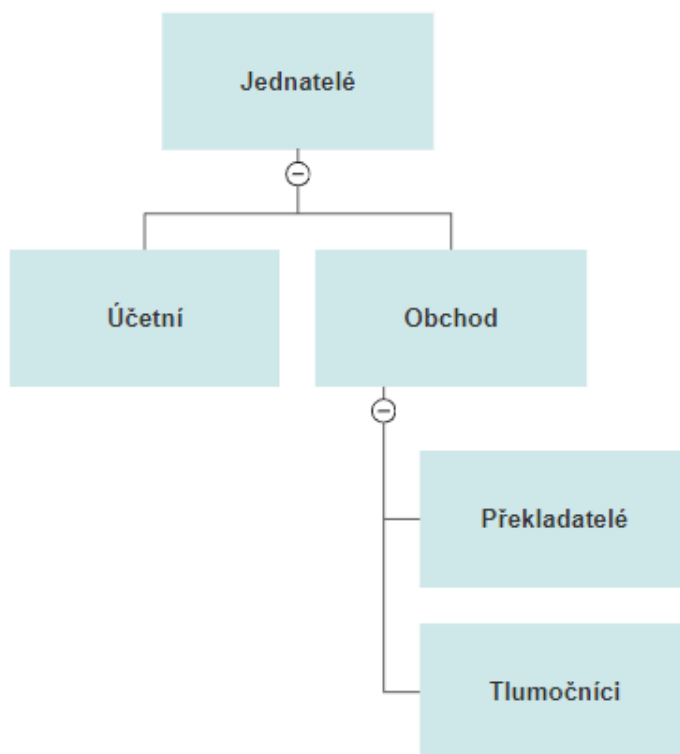 Jednatelé
Účetní
Obchod
Překladatelé
Tlumočníci